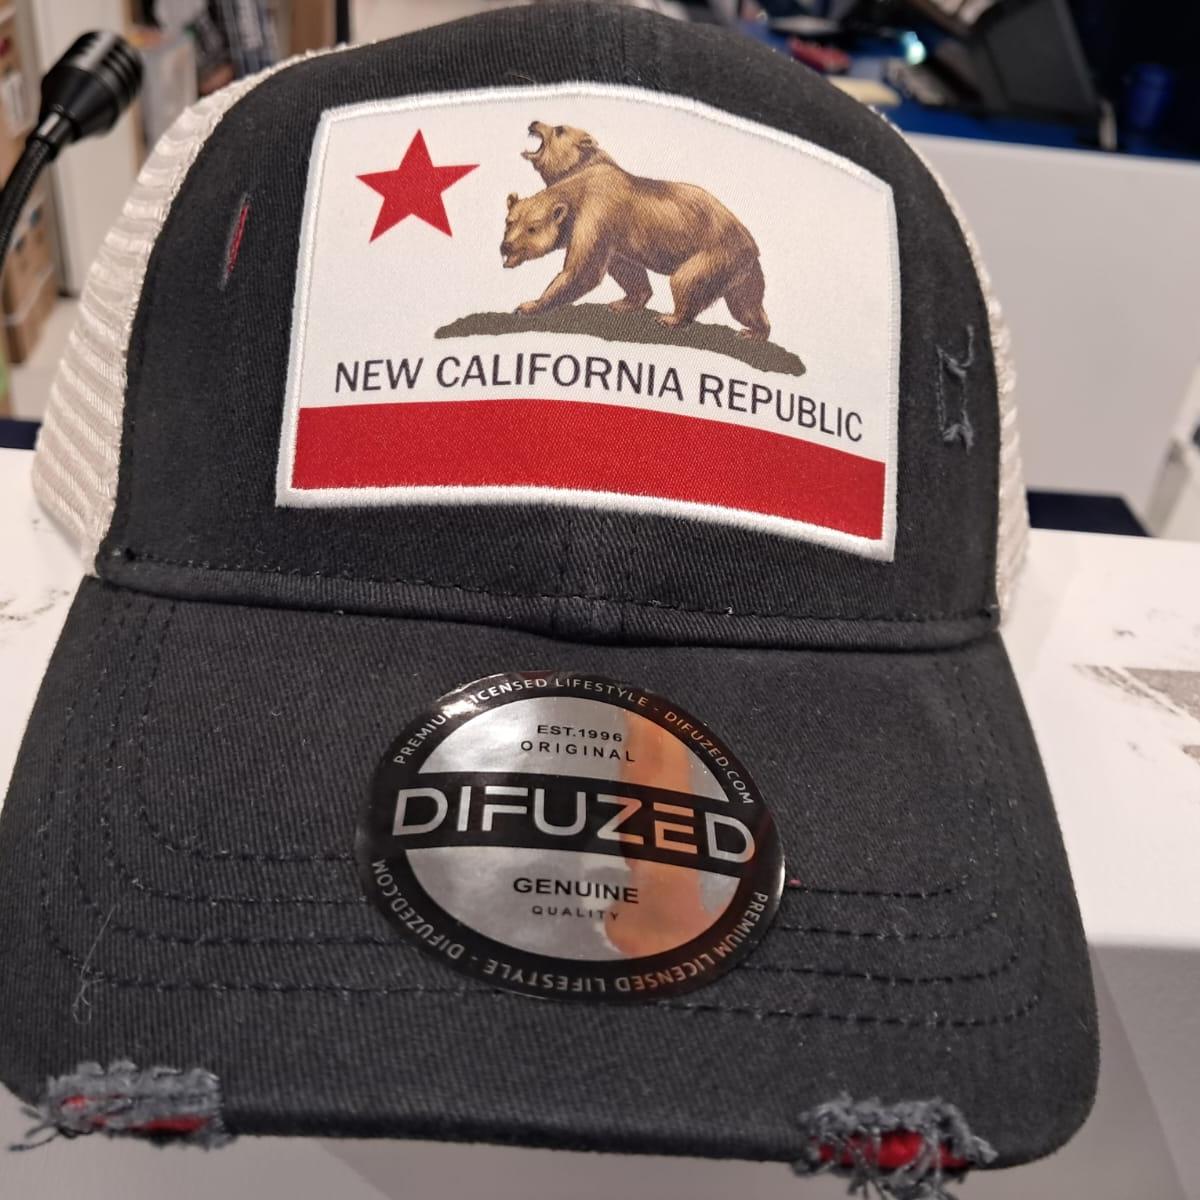 NEW CALIFORNIA REPUBLIC
PREMIUM LICENSED LIFESTYLE - DIFUZED.COM
EST.1996
ORIGINAL
DIFUZED
GENUINE
QUALITY
PREMIUM LICENSED LIFESTYLE - DIFUZED.COM